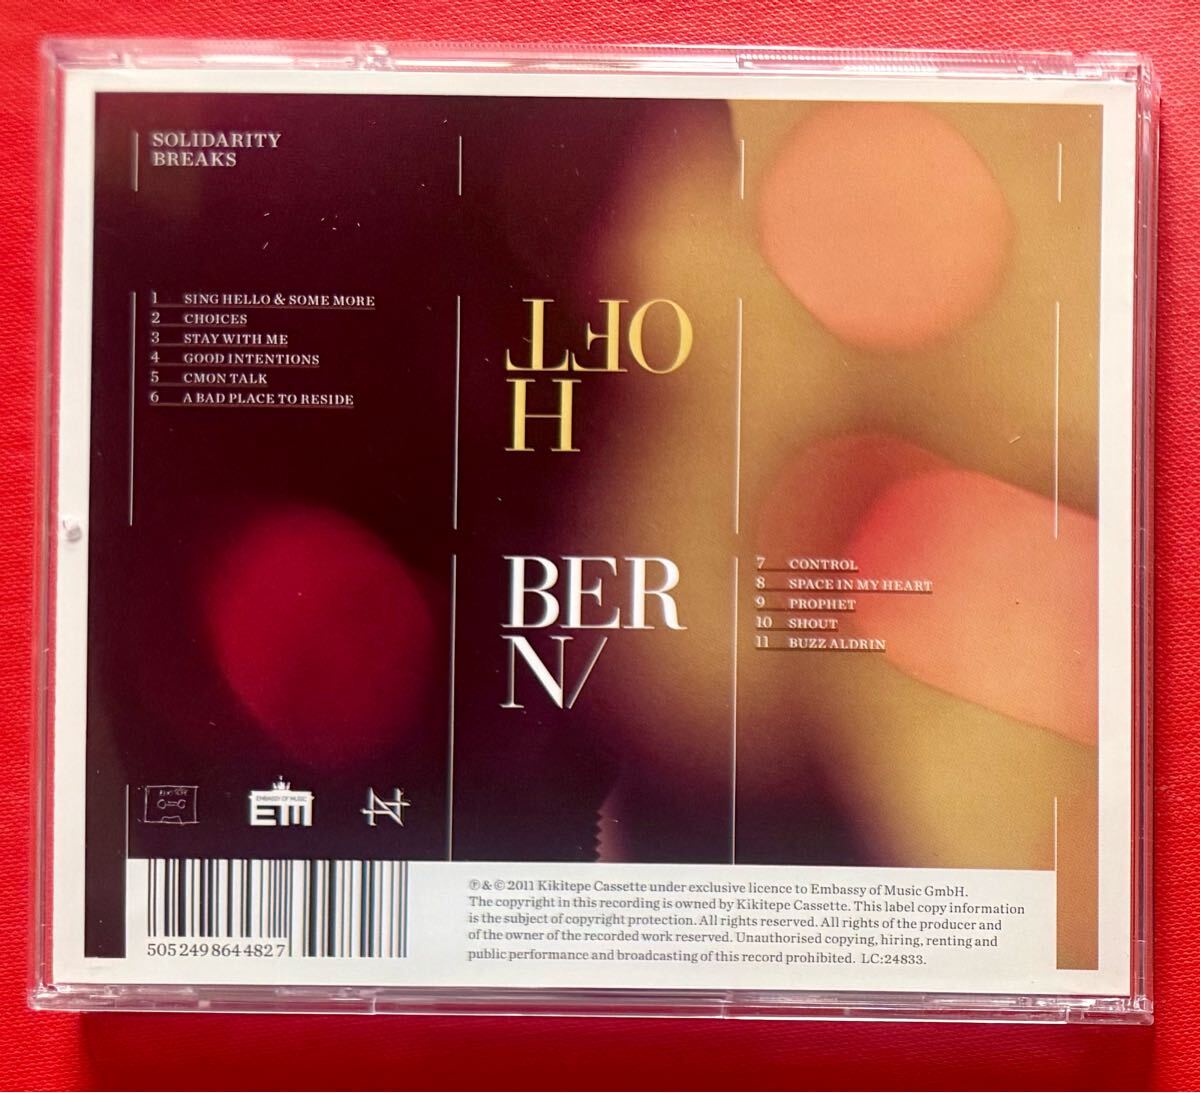 SOLIDARITY
BREAKS
1 SING HELLO & SOME MORE
2 CHOICES
3 STAY WITH ME
4 GOOD INTENTIONS
5 CMON TALK
6 A BAD PLACE TO RESIDE
HOFT
BER
N/
7 CONTROL
8 SPACE IN MY HEART
9 PROPHET
10 SHOUT
11 BUZZ ALDRIN
EMBASSY OF MUSIC
EM
5052498644827
Ⓟ & © 2011 Kikitepe Cassette under exclusive licence to Embassy of Music GmbH.
The copyright in this recording is owned by Kikitepe Cassette. This label copy information
is the subject of copyright protection. All rights reserved. All rights of the producer and
of the owner of the recorded work reserved. Unauthorised copying, hiring, renting and
public performance and broadcasting of this record prohibited. LC:24833.